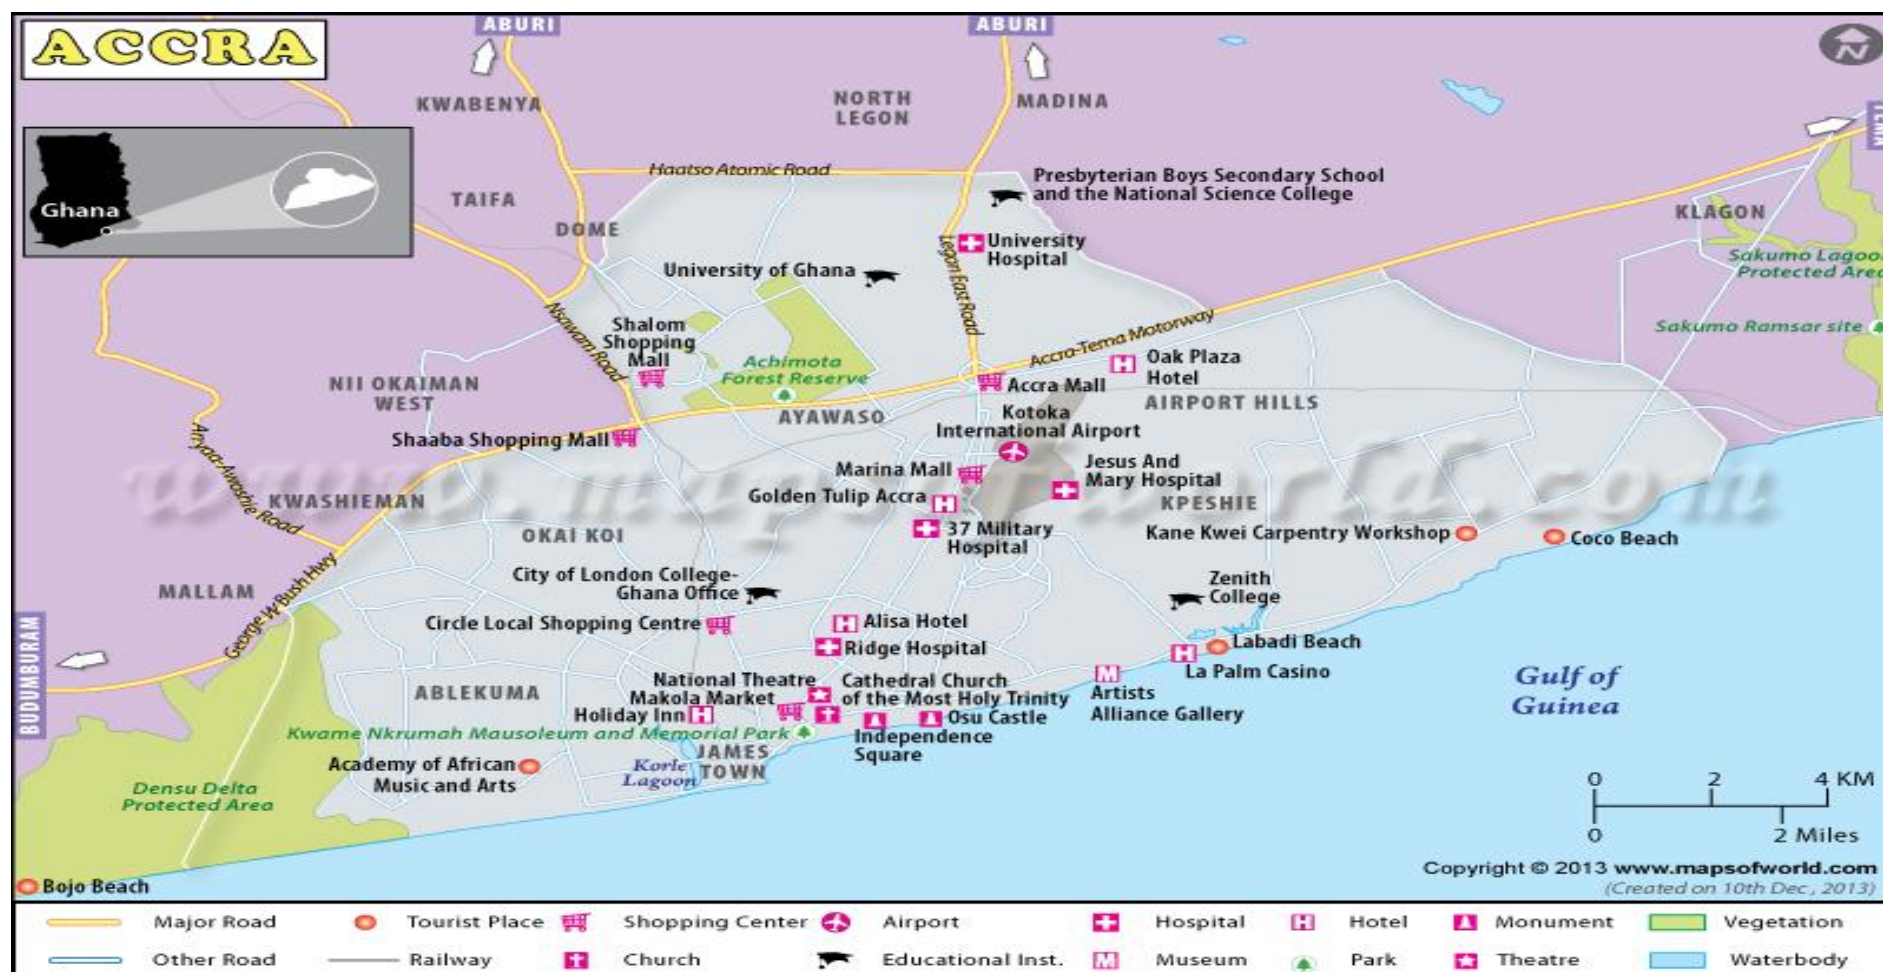 ACCRA
ABURI
ABURI
N
KWABENYA
NORTH
LEGON
MADINA
Ghana
Haatso Atomic Road
Presbyterian Boys Secondary School
and the National Science College
TAIFA
DOME
KLAGON
University
Hospital
Legon East Road
University of Ghana
Sakumo Lagoo
Protected Area
Nsawam Road
Shalom
Shopping
Mall
Accra-Tema Motorway
Sakumo Ramsar site
Achimota
Forest Reserve
Oak Plaza
Hotel
NII OKAIMAN
WEST
Accra Mall
AIRPORT HILLS
AYAWASO
Kotoka
International Airport
Shaaba Shopping Mall
Anyaa-Awoshie Road
Marina Mall
Jesus And
Mary Hospital
www.mapsofworld.com
KWASHIEMAN
Golden Tulip Accra
KPESHIE
OKAI KOI
37 Military
Hospital
Kane Kwei Carpentry Workshop
Coco Beach
MALLAM
George W Bush Hwy
City of London College-
Ghana Office
Zenith
College
Circle Local Shopping Centre
Alisa Hotel
BUDUMBURAM
Ridge Hospital
Labadi Beach
La Palm Casino
Gulf of
Guinea
ABLEKUMA
National Theatre
Makola Market
Cathedral Church
of the Most Holy Trinity
Artists
Alliance Gallery
Holiday Inn
Osu Castle
Kwame Nkrumah Mausoleum and Memorial Park
Independence
Square
JAMES
TOWN
Academy of African
Music and Arts
Korle
Lagoon
Densu Delta
Protected Area
0 2 4 KM
0 2 Miles
Copyright © 2013 www.mapsofworld.com
(Created on 10th Dec , 2013)
Bojo Beach
Major Road Tourist Place Shopping Center Airport Hospital H Hotel Monument Vegetation
Other Road Railway Church Educational Inst. M Museum Park Theatre Waterbody